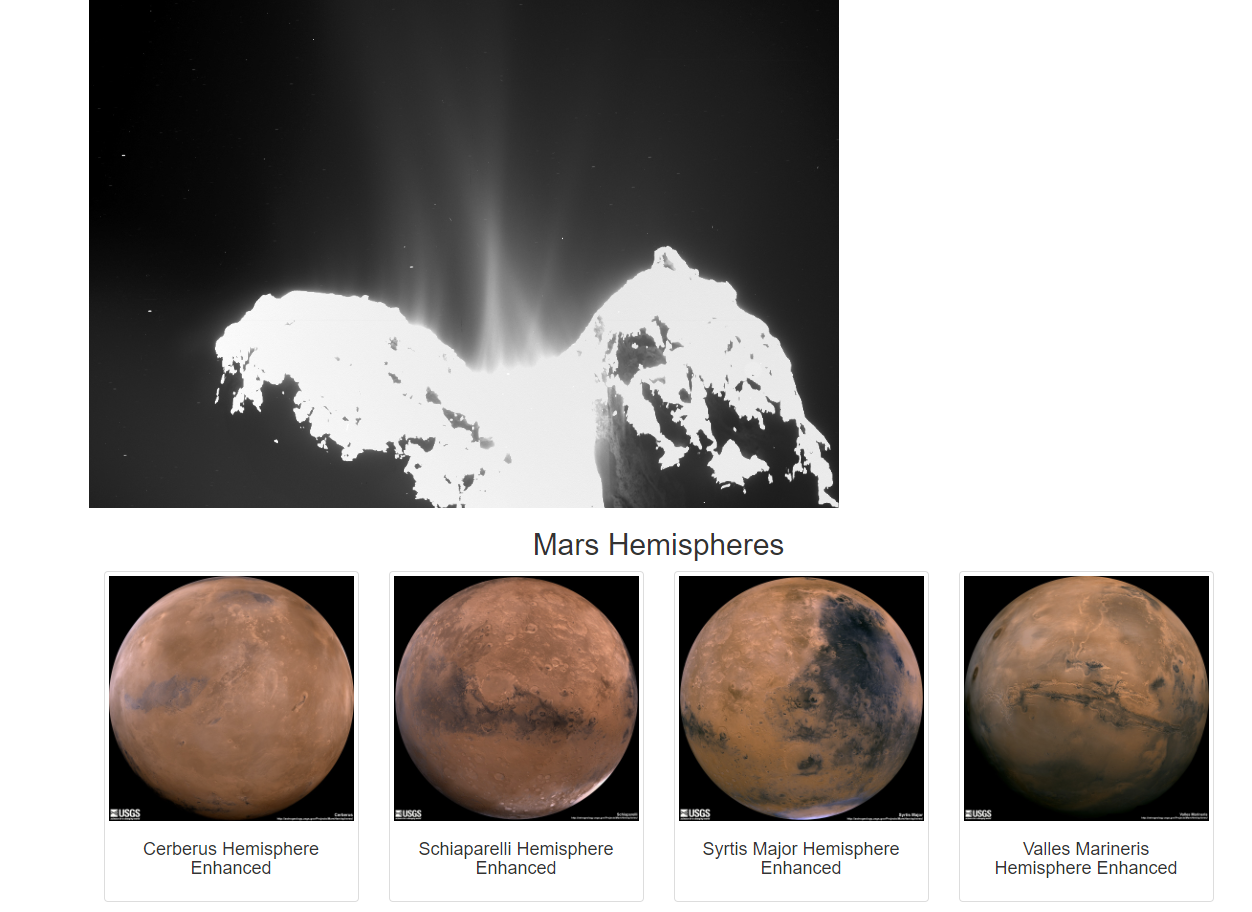 Mars Hemispheres
USGS
Cerberus
USGS
Schiaparelli
USGS
Syrtis Major
USGS
Valles Marineris
Cerberus Hemisphere
Enhanced
Schiaparelli Hemisphere
Enhanced
Syrtis Major Hemisphere
Enhanced
Valles Marineris
Hemisphere Enhanced